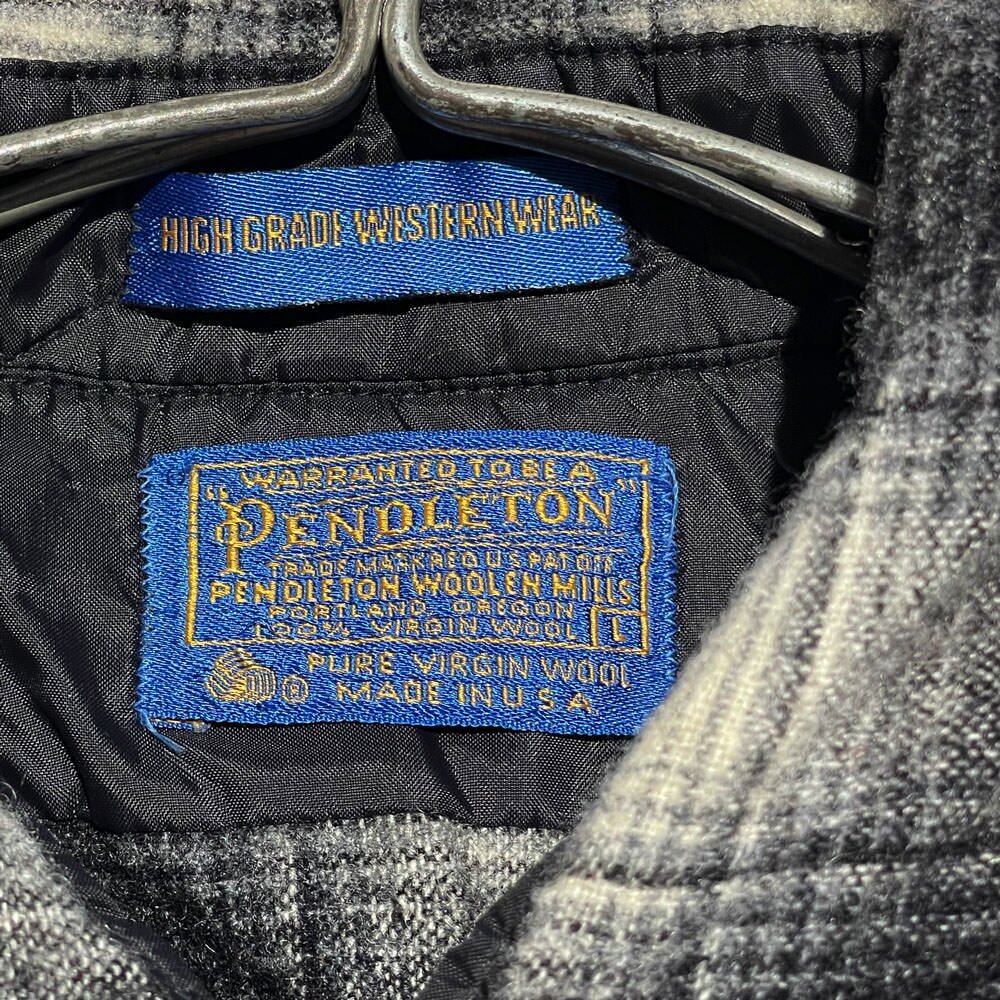 HIGH GRADE WESTERN WEAR
WARRANTED TO BE A
"PENDLETON"
TRADE MARK REG U S PAT OFF
PENDLETON WOOLEN MILLS
PORTLAND, OREGON
100% VIRGIN WOOL L
® PURE VIRGIN WOOL
MADE IN U S A